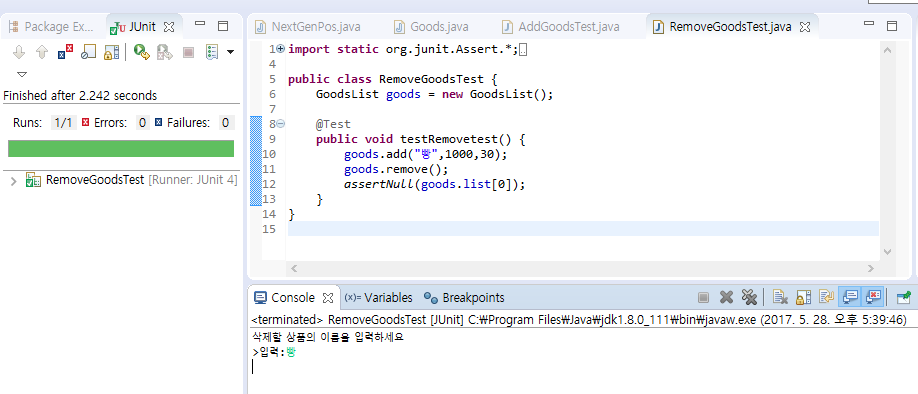 Package Ex...
JUnit
Finished after 2.242 seconds
Runs: 1/1 Errors: 0 Failures: 0
RemoveGoodsTest [Runner: JUnit 4]
NextGenPos.java Goods.java AddGoodsTest.java RemoveGoodsTest.java
1 import static org.junit.Assert.*;
4
5 public class RemoveGoodsTest {
6 GoodsList goods = new GoodsList();
7
8 @Test
9 public void testRemovetest() {
10 goods.add("빵",1000,30);
11 goods.remove();
12 assertNull(goods.list[0]);
13 }
14 }
15
Console (x)= Variables Breakpoints
<terminated> RemoveGoodsTest [JUnit] C:₩Program Files₩Java₩jdk1.8.0_111₩bin₩javaw.exe (2017. 5. 28. 오후 5:39:46)
삭제할 상품의 이름을 입력하세요
>입력:빵